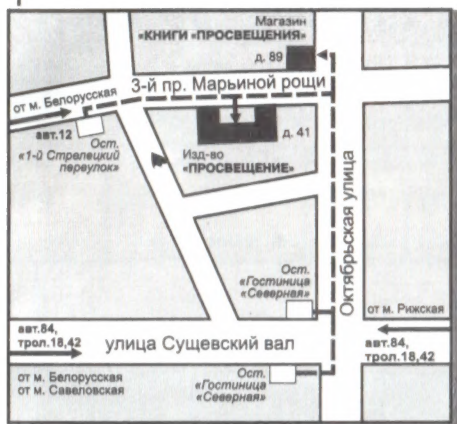 Магазин
«КНИГИ «ПРОСВЕЩЕНИЯ»
д. 89
3-й пр. Марьиной рощи
от м. Белорусская
авт.12
Ост.
«1-й Стрелецкий
переулок»
д. 41
Изд-во
«ПРОСВЕЩЕНИЕ»
Октябрьская улица
Ост.
«Гостиница
«Северная»
от м. Рижская
авт.84,
трол.18,42
улица Сущевский вал
авт.84,
трол.18,42
от м. Белорусская
от м. Савеловская
Ост.
«Гостиница
«Северная»